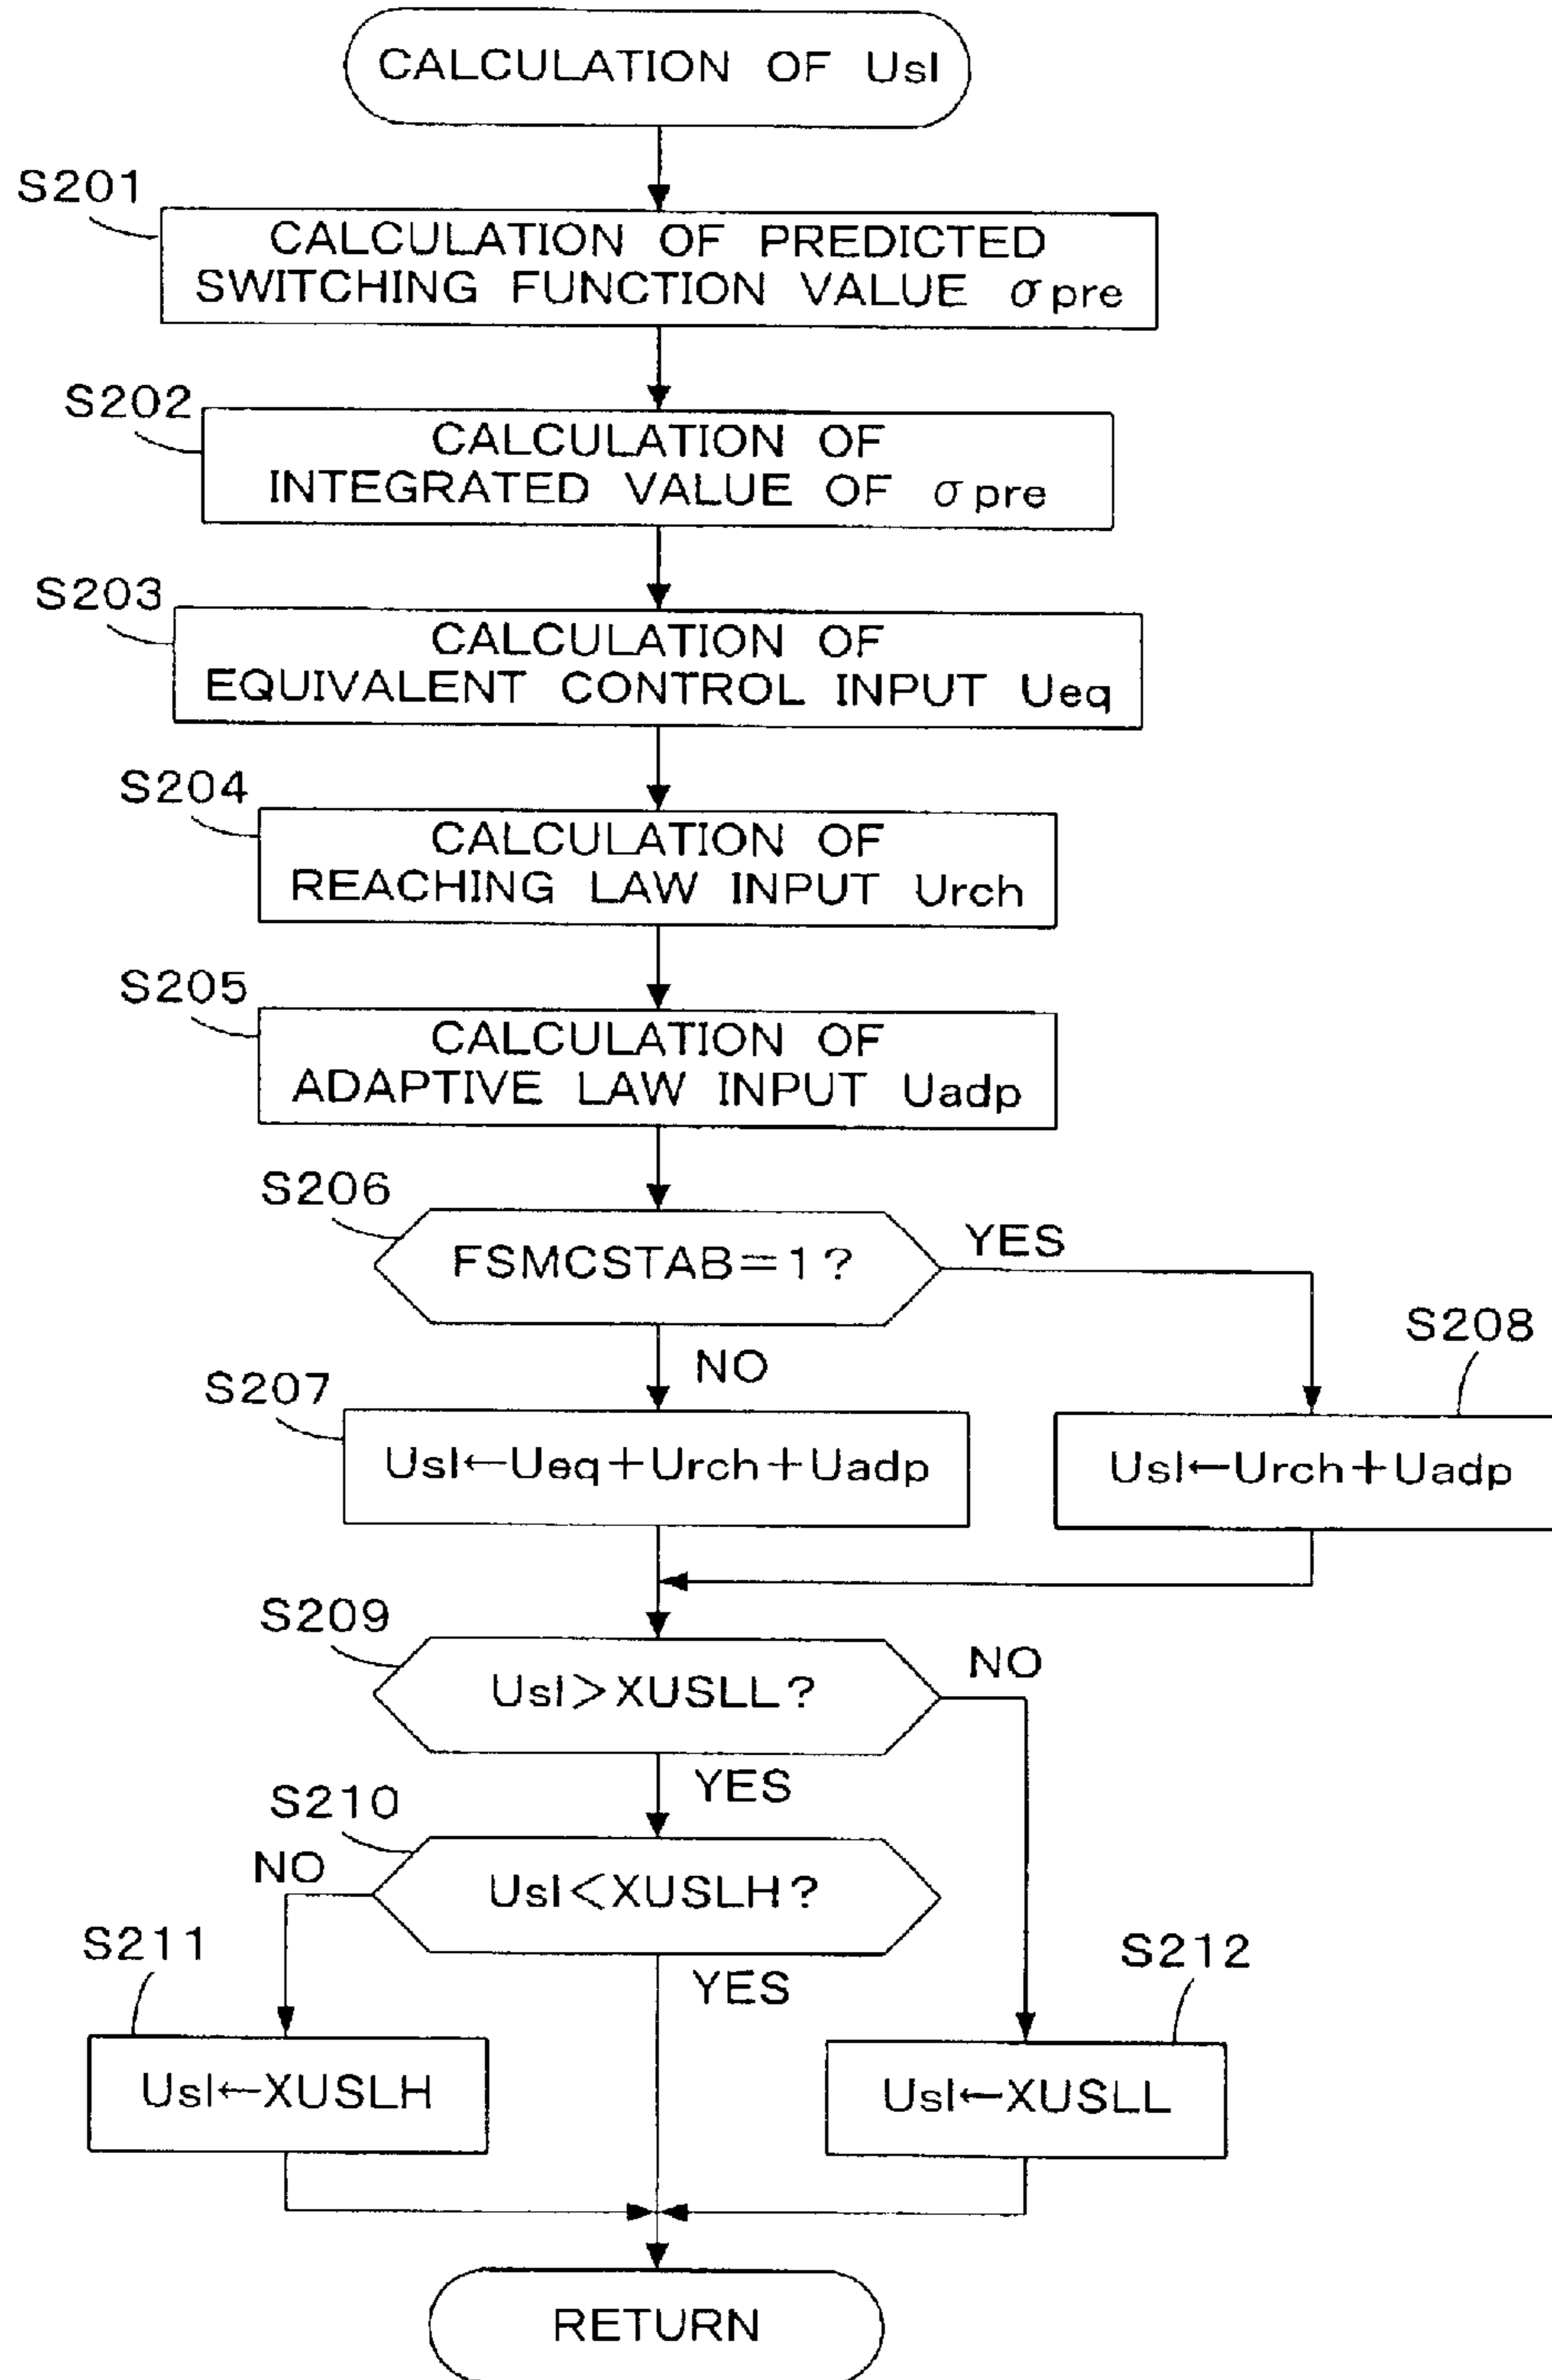 CALCULATION OF Usl
S201
CALCULATION OF PREDICTED
SWITCHING FUNCTION VALUE σpre
S202
CALCULATION OF
INTEGRATED VALUE OF σpre
S203
CALCULATION OF
EQUIVALENT CONTROL INPUT Ueq
S204
CALCULATION OF
REACHING LAW INPUT Urch
S205
CALCULATION OF
ADAPTIVE LAW INPUT Uadp
S206
FSMCSTAB=1?
YES
NO
S207
Usl←Ueq+Urch+Uadp
S208
Usl←Urch+Uadp
S209
Usl>XUSLL?
NO
YES
S210
Usl<XUSLH?
NO
YES
S211
Usl←XUSLH
S212
Usl←XUSLL
RETURN